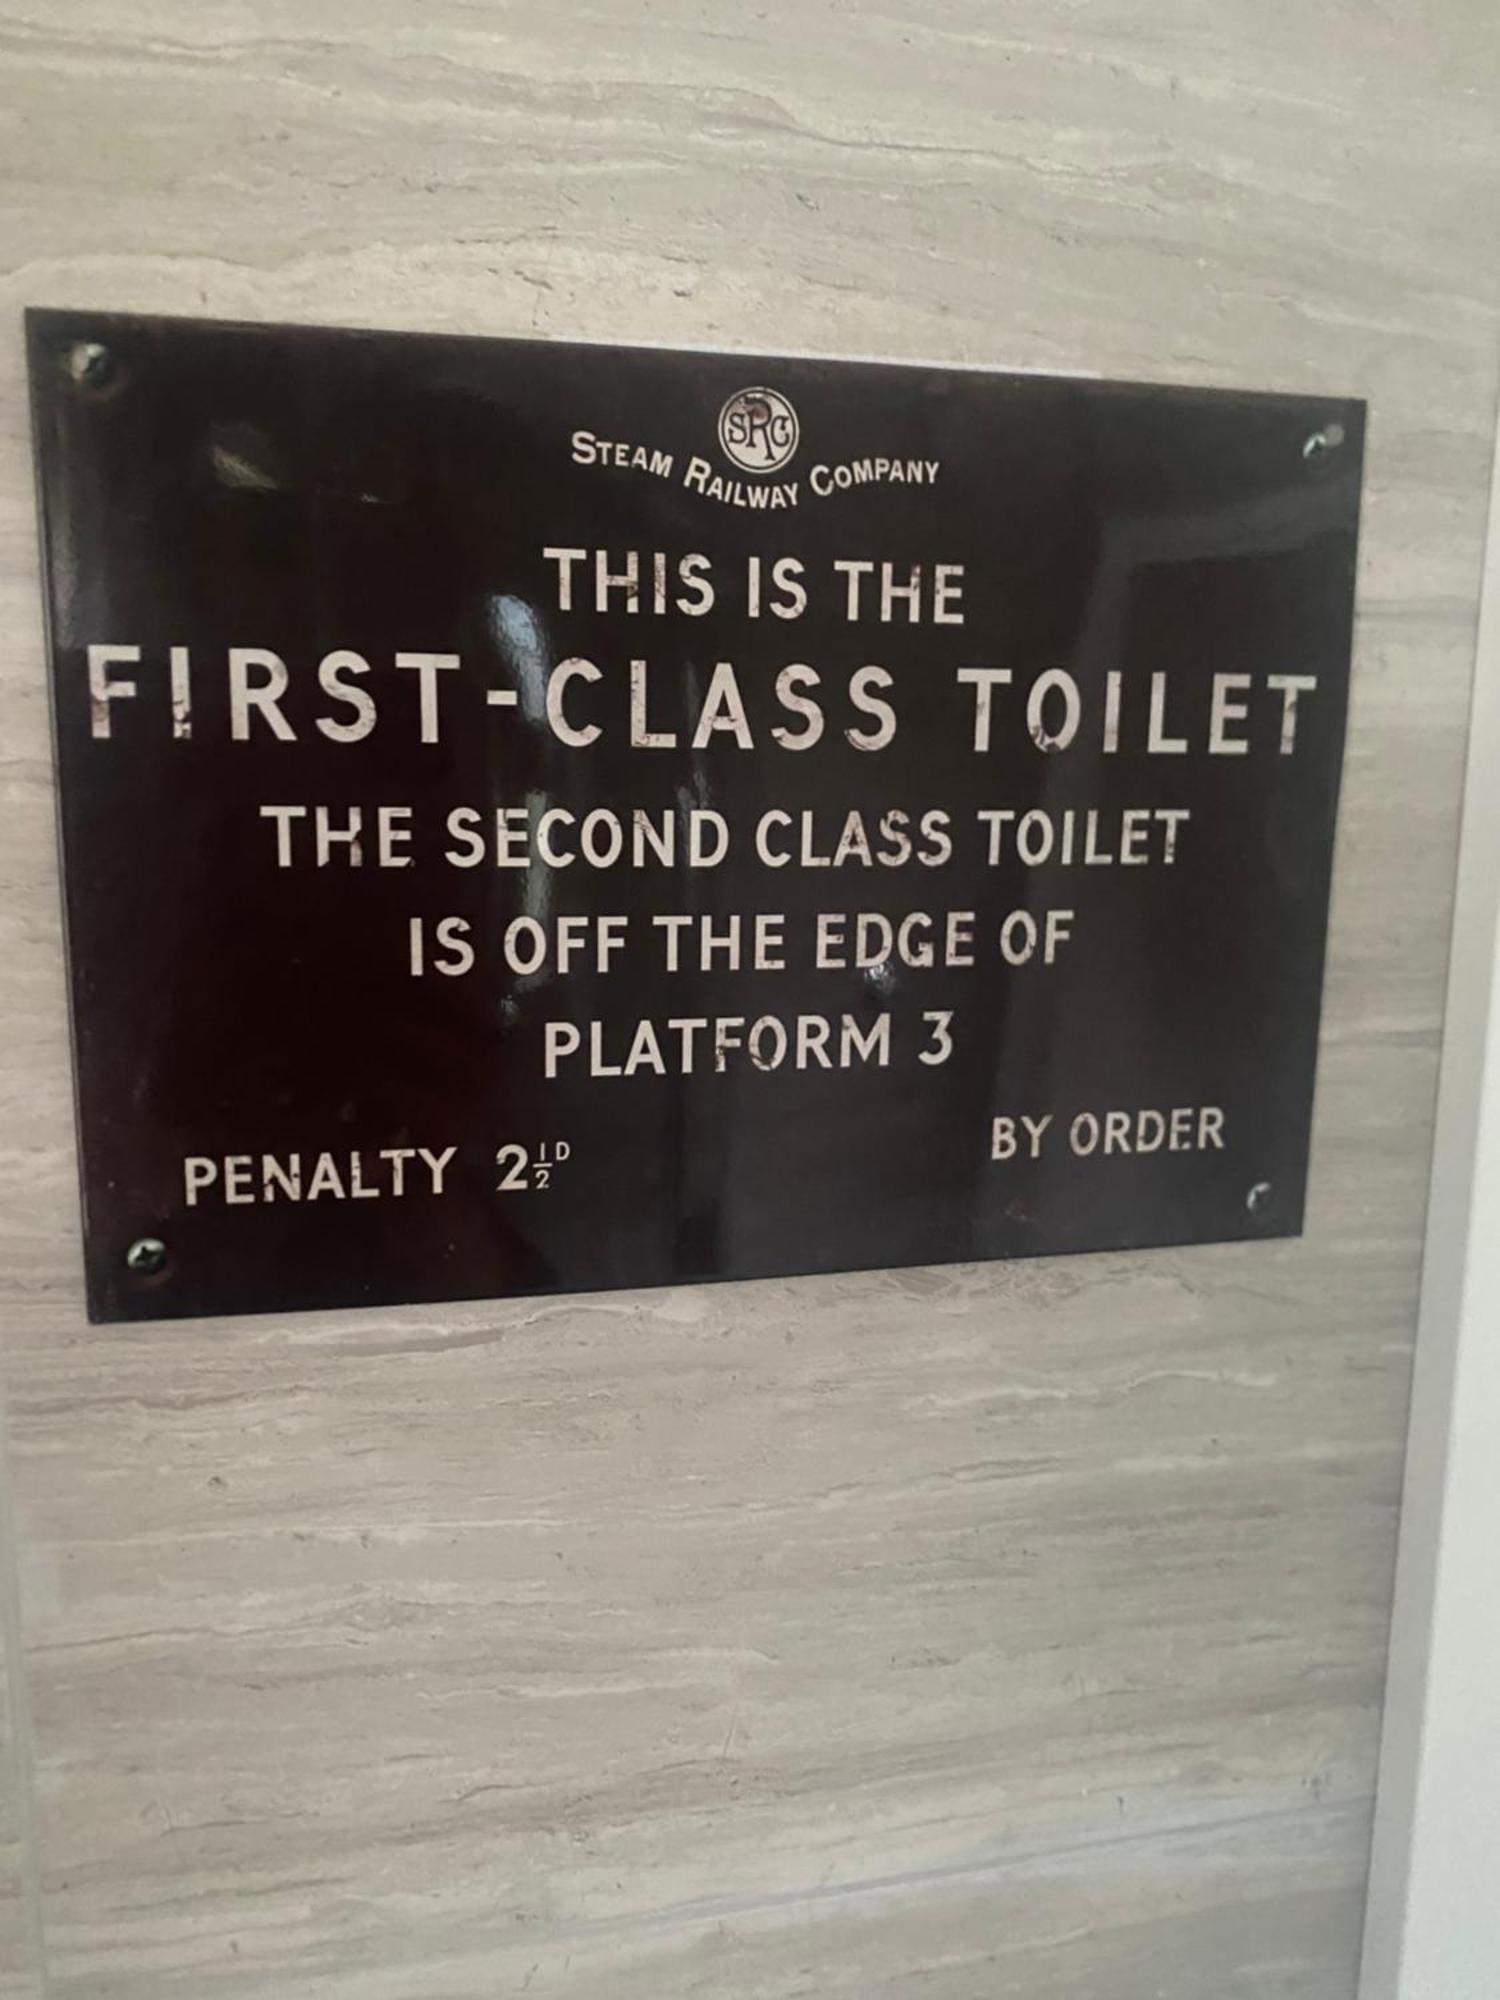 SRC
STEAM RAILWAY COMPANY
THIS IS THE
FIRST-CLASS TOILET
THE SECOND CLASS TOILET
IS OFF THE EDGE OF
PLATFORM 3
PENALTY 2½D BY ORDER